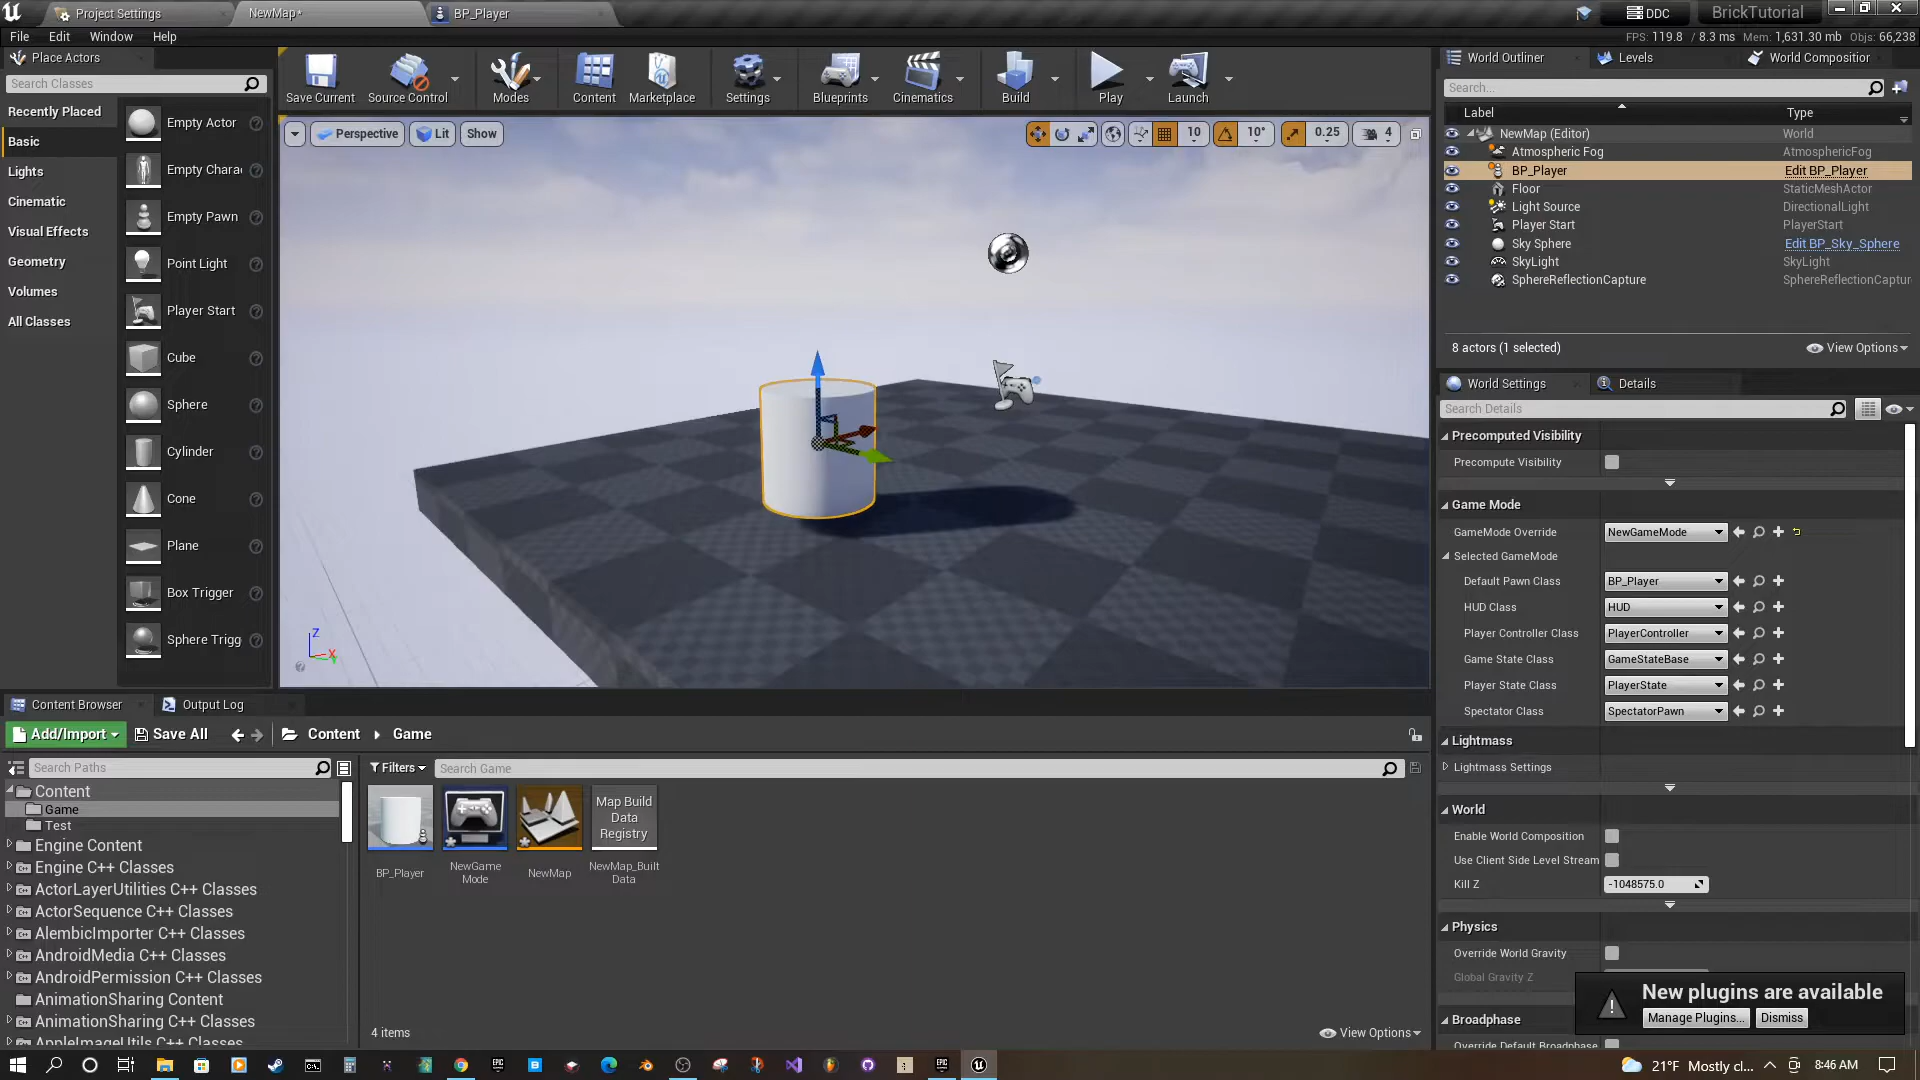 Project Settings
NewMap*
BP_Player
DDC
BrickTutorial
File
Edit
Window
Help
FPS: 119.8 / 8.3 ms Mem: 1,631.30 mb Objs: 66,238
Place Actors
Search Classes
Recently Placed
Basic
Lights
Cinematic
Visual Effects
Geometry
Volumes
All Classes
Empty Actor
Empty Chara
Empty Pawn
Point Light
Player Start
Cube
Sphere
Cylinder
Cone
Plane
Box Trigger
Sphere Trigg
Save Current
Source Control
Modes
Content
Marketplace
Settings
Blueprints
Cinematics
Build
Play
Launch
Perspective
Lit
Show
10
10°
0.25
4
Z
X
World Outliner
Levels
World Compositior
Search...
Label
Type
NewMap (Editor)
World
Atmospheric Fog
AtmosphericFog
BP_Player
Edit BP_Player
Floor
StaticMeshActor
Light Source
DirectionalLight
Player Start
PlayerStart
Sky Sphere
Edit BP_Sky_Sphere
SkyLight
SkyLight
SphereReflectionCapture
SphereReflectionCaptur
8 actors (1 selected)
View Options
World Settings
Details
Search Details
Precomputed Visibility
Precompute Visibility
Game Mode
GameMode Override
NewGameMode
Selected GameMode
Default Pawn Class
BP_Player
HUD Class
HUD
Player Controller Class
PlayerController
Game State Class
GameStateBase
Player State Class
PlayerState
Spectator Class
SpectatorPawn
Lightmass
Lightmass Settings
World
Enable World Composition
Use Client Side Level Stream
Kill Z
-1048575.0
Physics
Override World Gravity
Global Gravity Z
Broadphase
Override Default Broadphase
New plugins are available
Manage Plugins...
Dismiss
Content Browser
Output Log
Add/Import
Save All
Content
Game
Search Paths
Filters
Search Game
Content
Game
Test
Engine Content
Engine C++ Classes
ActorLayerUtilities C++ Classes
ActorSequence C++ Classes
AlembicImporter C++ Classes
AndroidMedia C++ Classes
AndroidPermission C++ Classes
AnimationSharing Content
AnimationSharing C++ Classes
AppleImageUtils C++ Classes
Map Build
Data
Registry
BP_Player
NewGame
Mode
NewMap
NewMap_Built
Data
4 items
View Options
21°F Mostly cl...
8:46 AM